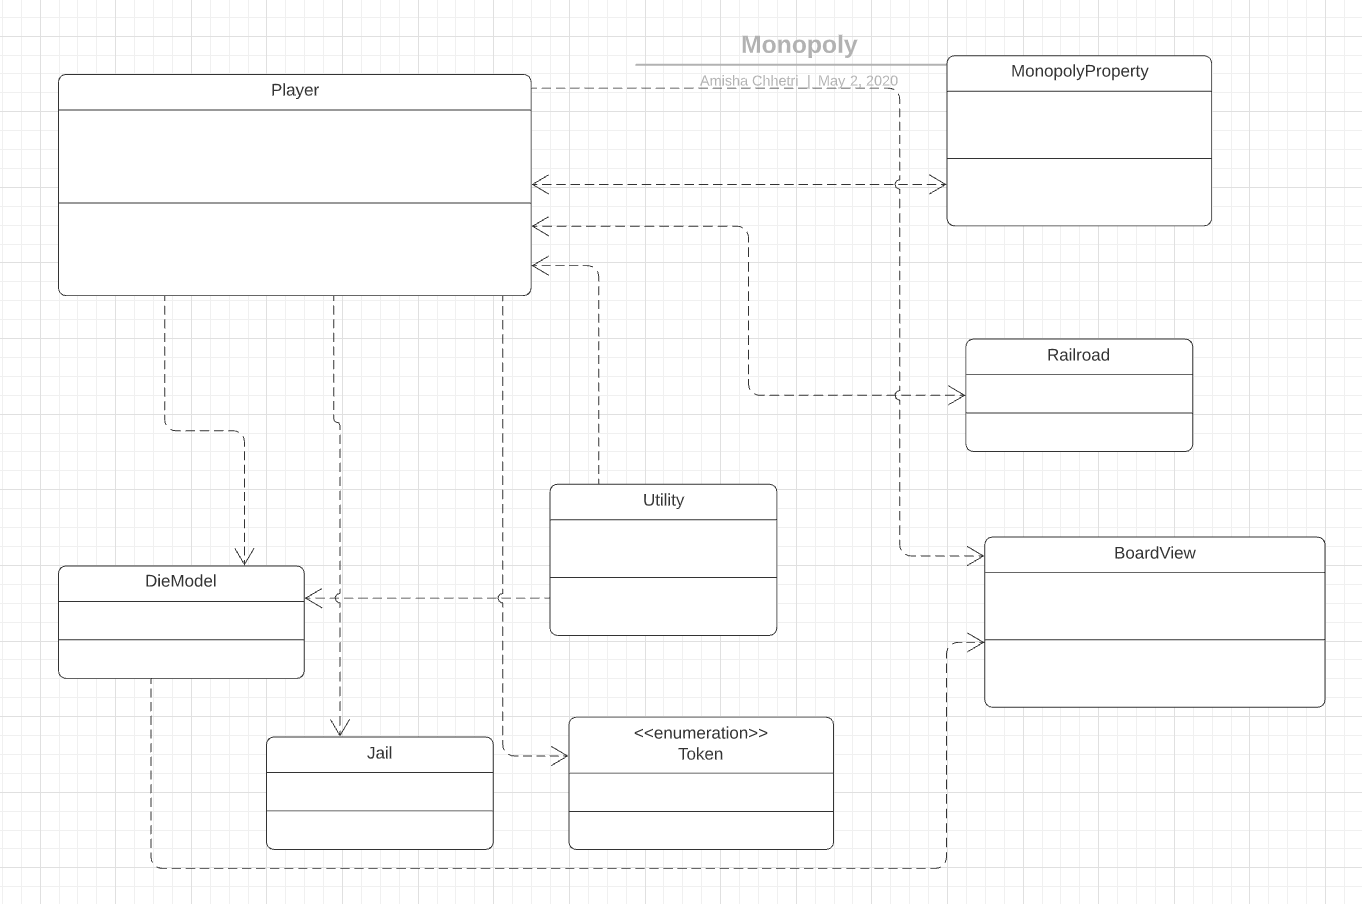 Monopoly
Amisha Chhetri | May 2, 2020
Player
MonopolyProperty
Railroad
Utility
BoardView
DieModel
Jail
<<enumeration>>
Token